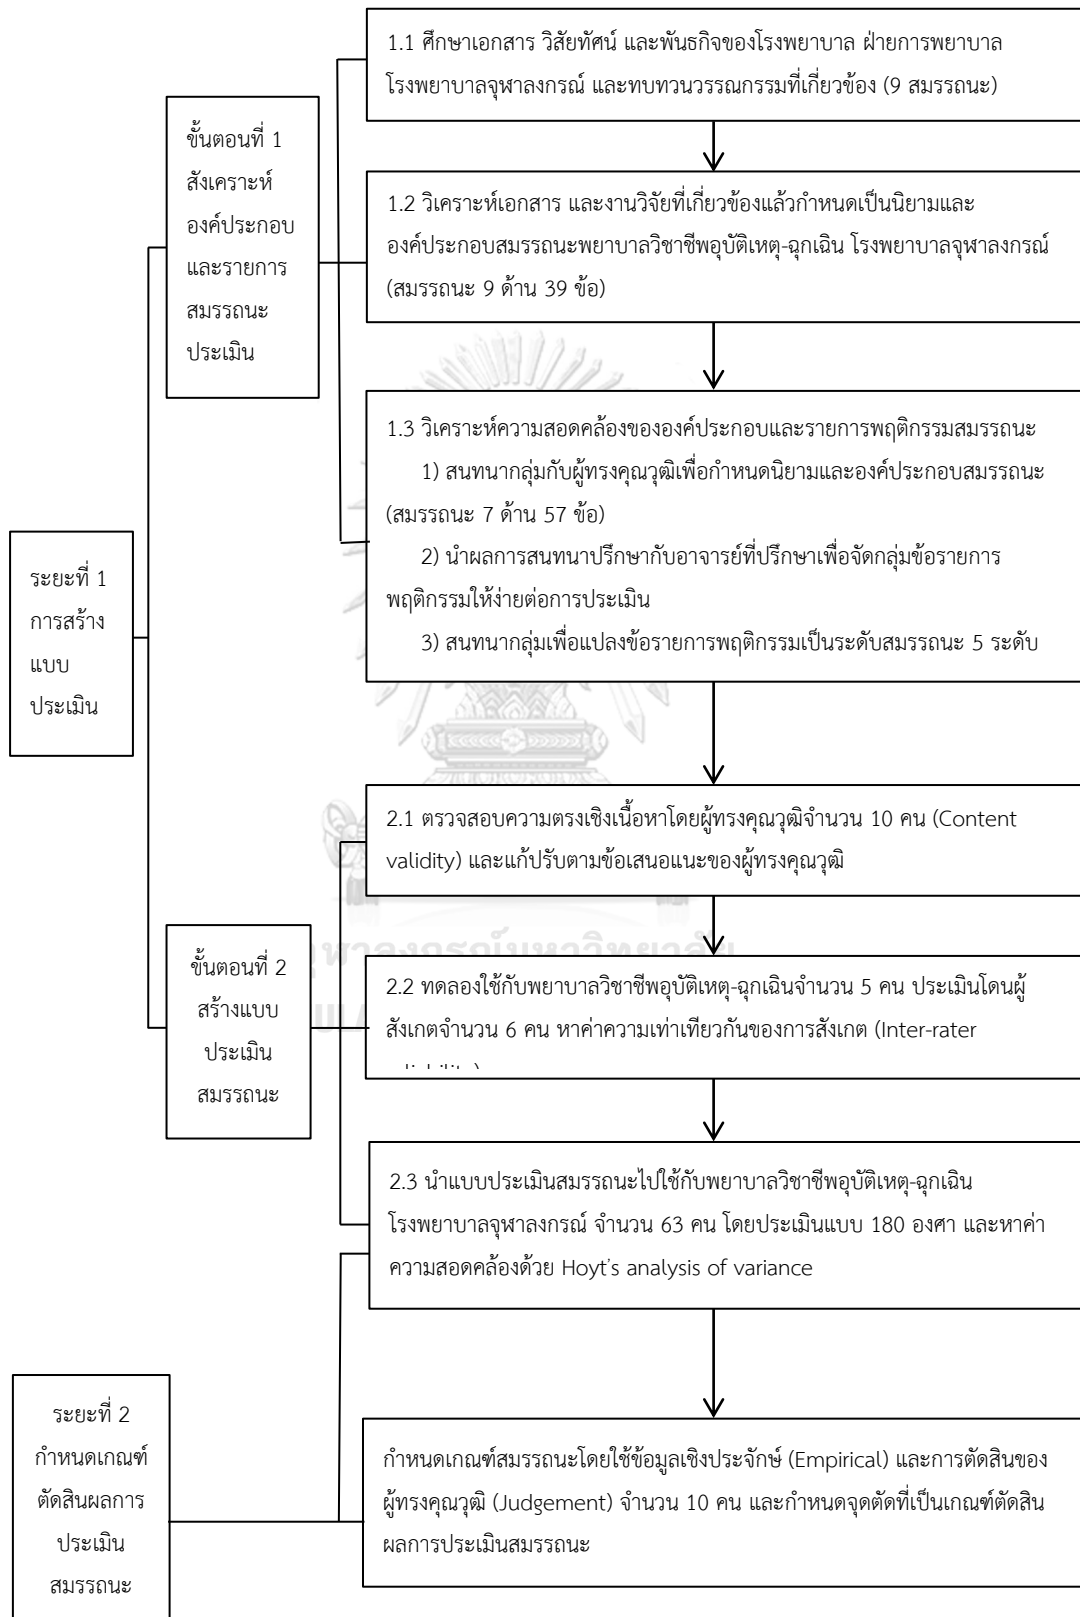 1.1 ศึกษาเอกสาร วิสัยทัศน์ และพันธกิจของโรงพยาบาล ฝ่ายการพยาบาล
โรงพยาบาลจุฬาลงกรณ์ และทบทวนวรรณกรรมที่เกี่ยวข้อง (9 สมรรถนะ)
ขั้นตอนที่ 1
สังเคราะห์
องค์ประกอบ
และรายการ
สมรรถนะ
ประเมิน
1.2 วิเคราะห์เอกสาร และงานวิจัยที่เกี่ยวข้องแล้วกำหนดเป็นนิยามและ
องค์ประกอบสมรรถนะพยาบาลวิชาชีพอุบัติเหตุ-ฉุกเฉิน โรงพยาบาลจุฬาลงกรณ์
(สมรรถนะ 9 ด้าน 39 ข้อ)
1.3 วิเคราะห์ความสอดคล้องขององค์ประกอบและรายการพฤติกรรมสมรรถนะ
1) สนทนากลุ่มกับผู้ทรงคุณวุฒิเพื่อกำหนดนิยามและองค์ประกอบสมรรถนะ
(สมรรถนะ 7 ด้าน 57 ข้อ)
2) นำผลการสนทนาปรึกษากับอาจารย์ที่ปรึกษาเพื่อจัดกลุ่มข้อรายการ
พฤติกรรมให้ง่ายต่อการประเมิน
3) สนทนากลุ่มเพื่อแปลงข้อรายการพฤติกรรมเป็นระดับสมรรถนะ 5 ระดับ
ระยะที่ 1
การสร้าง
แบบ
ประเมิน
2.1 ตรวจสอบความตรงเชิงเนื้อหาโดยผู้ทรงคุณวุฒิจำนวน 10 คน (Content
validity) และแก้ปรับตามข้อเสนอแนะของผู้ทรงคุณวุฒิ
ขั้นตอนที่ 2
สร้างแบบ
ประเมิน
สมรรถนะ
2.2 ทดลองใช้กับพยาบาลวิชาชีพอุบัติเหตุ-ฉุกเฉินจำนวน 5 คน ประเมินโดนผู้
สังเกตจำนวน 6 คน หาค่าความเท่าเทียวกันของการสังเกต (Inter-rater
2.3 นำแบบประเมินสมรรถนะไปใช้กับพยาบาลวิชาชีพอุบัติเหตุ-ฉุกเฉิน
โรงพยาบาลจุฬาลงกรณ์ จำนวน 63 คน โดยประเมินแบบ 180 องศา และหาค่า
ความสอดคล้องด้วย Hoyt's analysis of variance
ระยะที่ 2
กำหนดเกณฑ์
ตัดสินผลการ
ประเมิน
สมรรถนะ
กำหนดเกณฑ์สมรรถนะโดยใช้ข้อมูลเชิงประจักษ์ (Empirical) และการตัดสินของ
ผู้ทรงคุณวุฒิ (Judgement) จำนวน 10 คน และกำหนดจุดตัดที่เป็นเกณฑ์ตัดสิน
ผลการประเมินสมรรถนะ